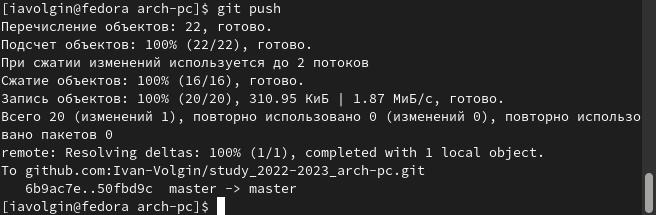 [iavolgin@fedora arch-pc]$ git push
Перечисление объектов: 22, готово.
Подсчет объектов: 100% (22/22), готово.
При сжатии изменений используется до 2 потоков
Сжатие объектов: 100% (16/16), готово.
Запись объектов: 100% (20/20), 310.95 КиБ | 1.87 МиБ/с, готово.
Всего 20 (изменений 1), повторно использовано 0 (изменений 0), повторно использо
вано пакетов 0
remote: Resolving deltas: 100% (1/1), completed with 1 local object.
To github.com:Ivan-Volgin/study_2022-2023_arch-pc.git
   6b9ac7e..50fbd9c  master -> master
[iavolgin@fedora arch-pc]$